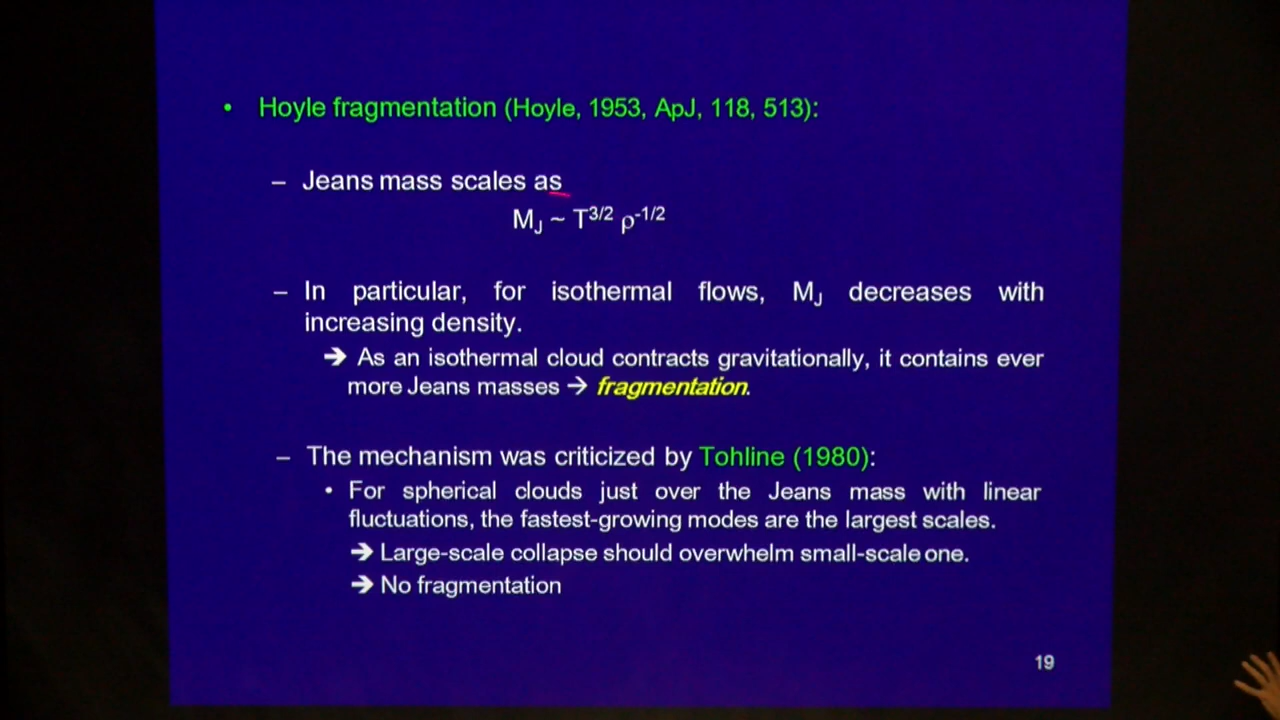 • Hoyle fragmentation (Hoyle, 1953, ApJ, 118, 513):
– Jeans mass scales as
M_J ~ T^3/2 ρ^-1/2
– In particular, for isothermal flows, M_J decreases with
increasing density.
➔ As an isothermal cloud contracts gravitationally, it contains ever
more Jeans masses → fragmentation.
– The mechanism was criticized by Tohline (1980):
• For spherical clouds just over the Jeans mass with linear
fluctuations, the fastest-growing modes are the largest scales.
➔ Large-scale collapse should overwhelm small-scale one.
➔ No fragmentation
19